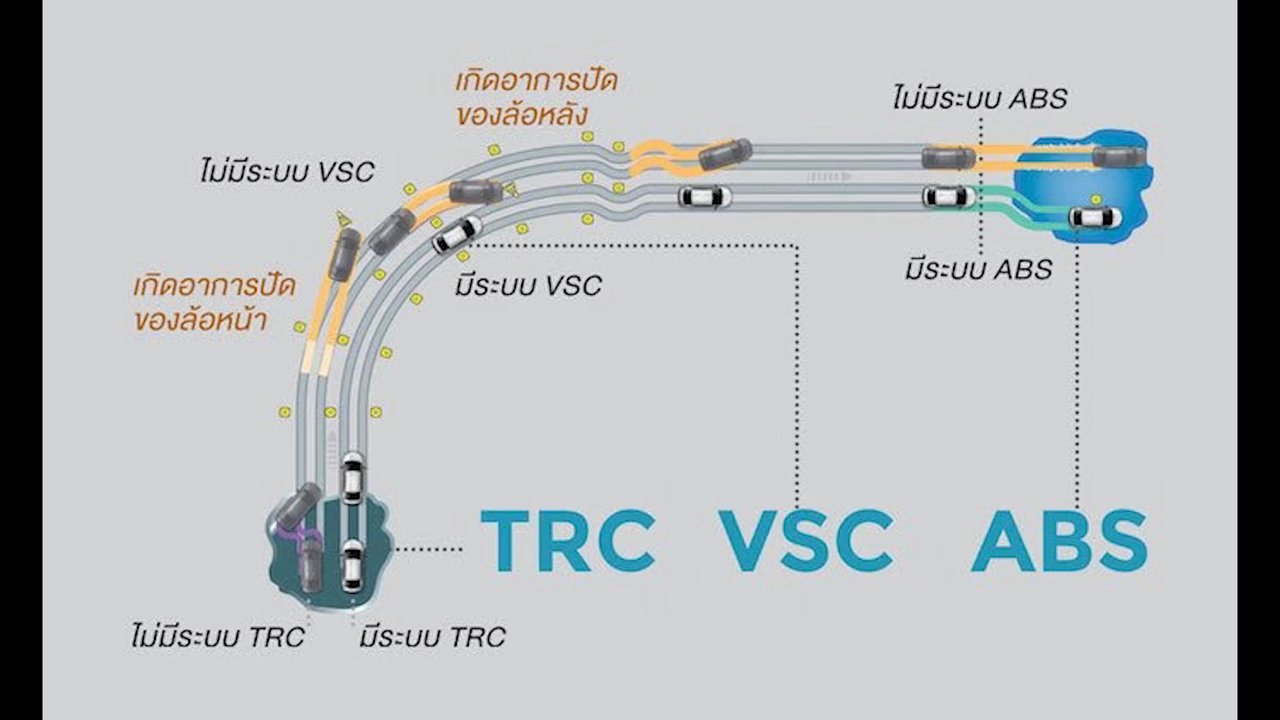 เกิดอาการปัด
ของล้อหลัง
ไม่มีระบบ ABS
ไม่มีระบบ VSC
มีระบบ ABS
เกิดอาการปัด
ของล้อหน้า
มีระบบ VSC
TRC VSC ABS
ไม่มีระบบ TRC
มีระบบ TRC